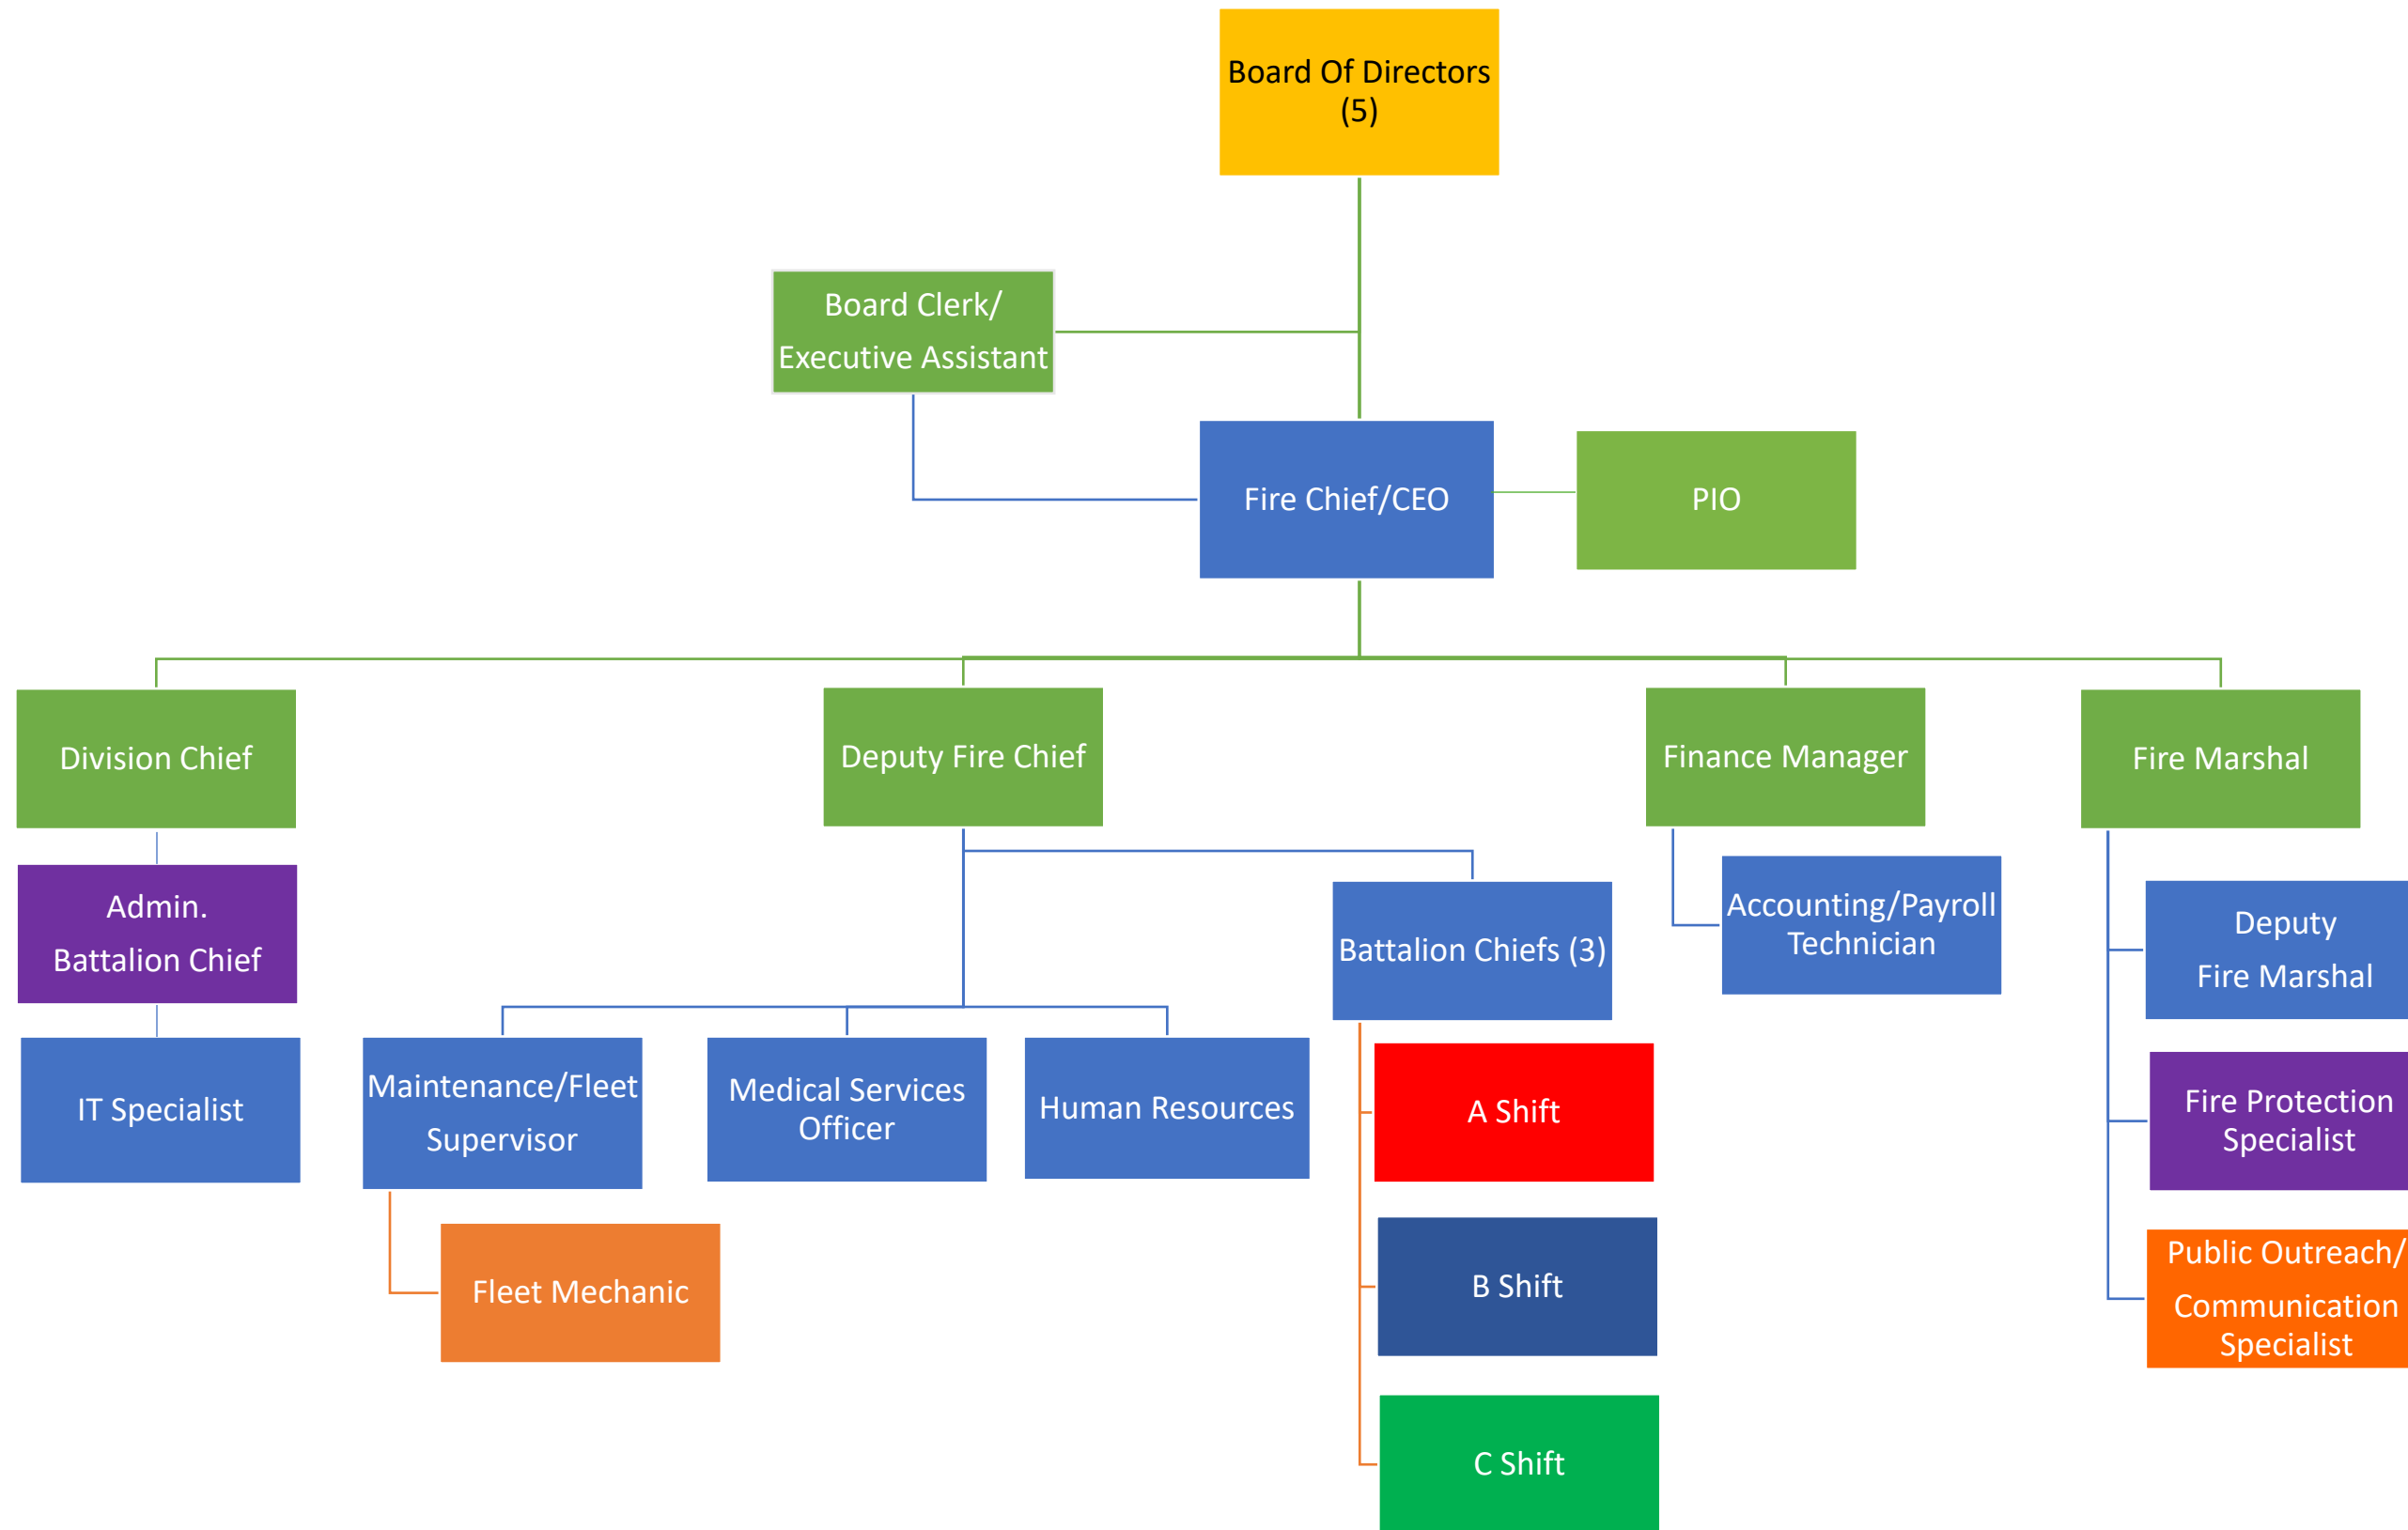 Board Of Directors
(5)
Board Clerk/
Executive Assistant
Fire Chief/CEO
PIO
Division Chief
Deputy Fire Chief
Finance Manager
Fire Marshal
Admin.
Battalion Chief
Battalion Chiefs (3)
Accounting/Payroll
Technician
Deputy
Fire Marshal
IT Specialist
Maintenance/Fleet
Supervisor
Medical Services
Officer
Human Resources
A Shift
Fire Protection
Specialist
Fleet Mechanic
B Shift
Public Outreach/
Communication
Specialist
C Shift